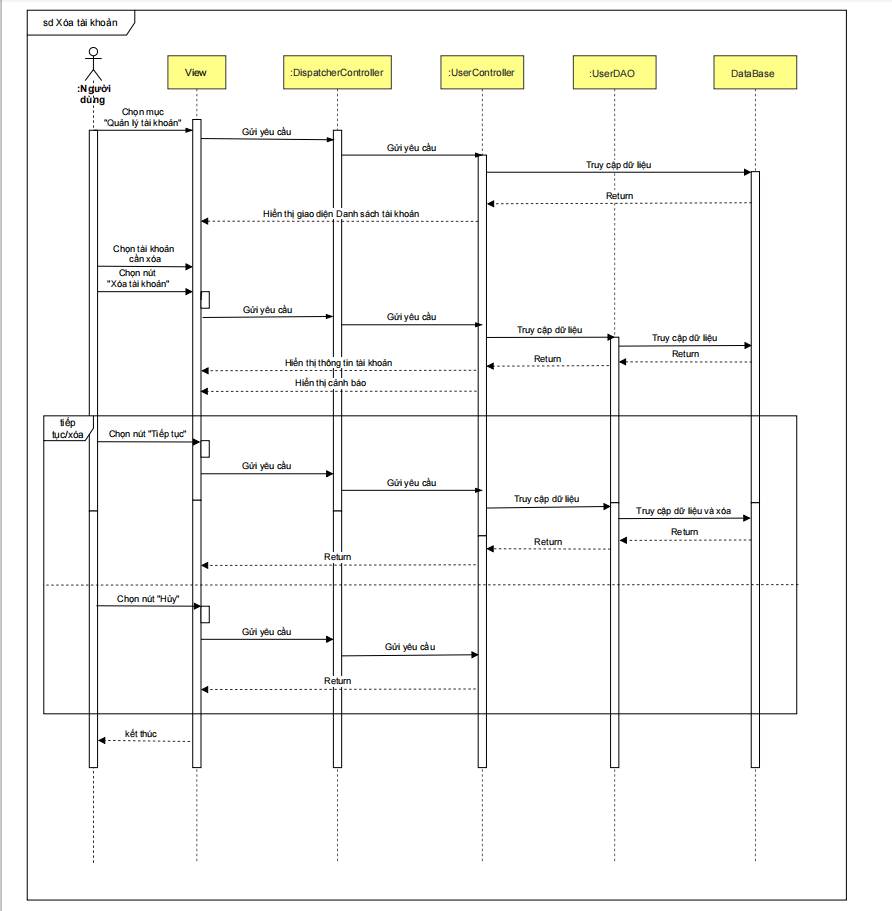 sd Xóa tài khoản
:Người
dừng
View
:DispatcherController
:UserController
:UserDAO
DataBase
Chọn mục
"Quản lý tài khoản"
Gửi yêu cầu
Gửi yêu cầu
Truy cập dữ liệu
Return
Hiển thị giao diện Danh sách tài khoản
Chọn tài khoản
cần xóa
Chọn nút
"Xóa tài khoản"
Gửi yêu cầu
Gửi yêu cầu
Truy cập dữ liệu
Truy cập dữ liệu
Return
Return
Hiển thị thông tin tài khoản
Hiển thị cảnh báo
tiếp
tục/xóa
Chọn nút "Tiếp tục"
Gửi yêu cầu
Gửi yêu cầu
Truy cập dữ liệu
Truy cập dữ liệu và xóa
Return
Return
Return
Chọn nút "Hủy"
Gửi yêu cầu
Gửi yêu cầu
Return
kết thúc